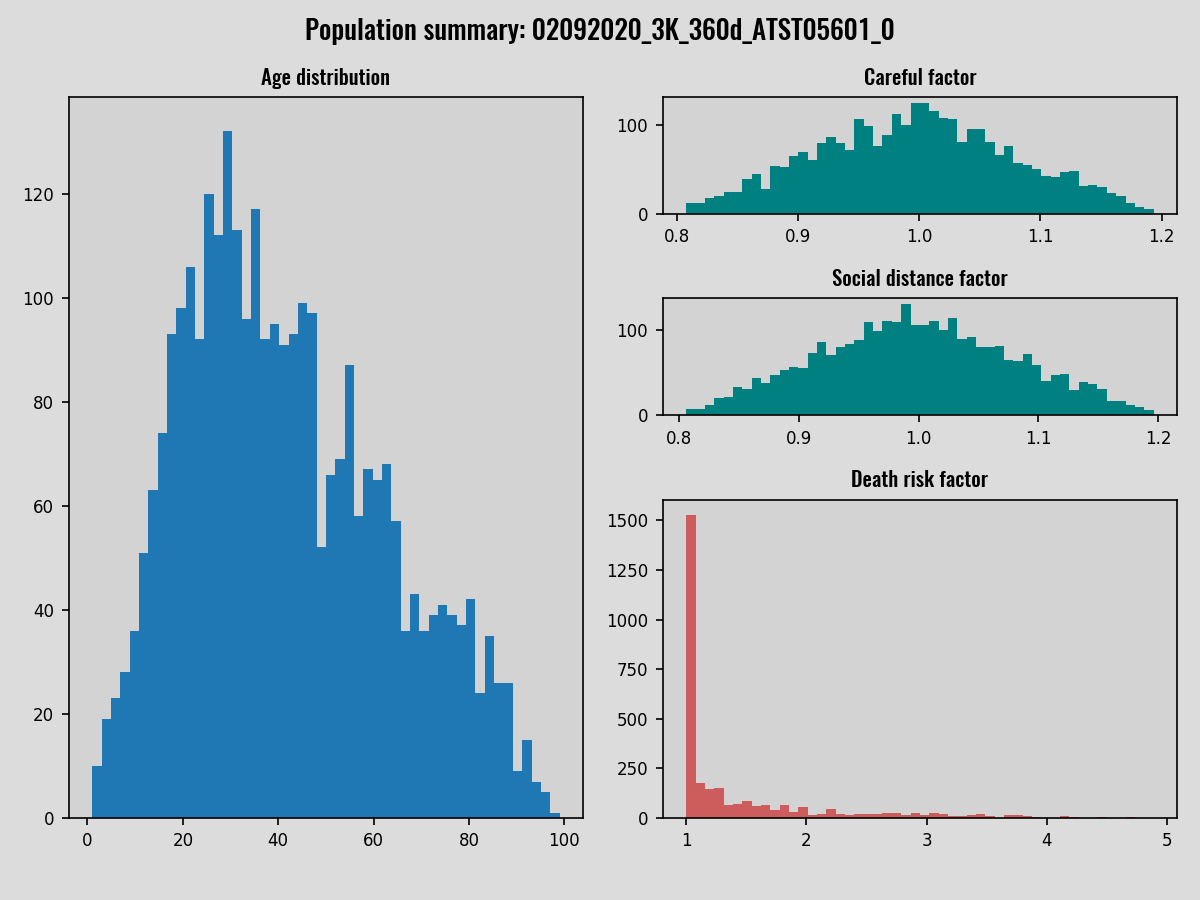 Population summary: 02092020_3K_360d_ATST05601_0
Age distribution
120
100
80
60
40
20
0
0 20 40 60 80 100
Careful factor
100
0
0.8 0.9 1.0 1.1 1.2
Social distance factor
100
0
0.8 0.9 1.0 1.1 1.2
Death risk factor
1500
1250
1000
750
500
250
0
1 2 3 4 5